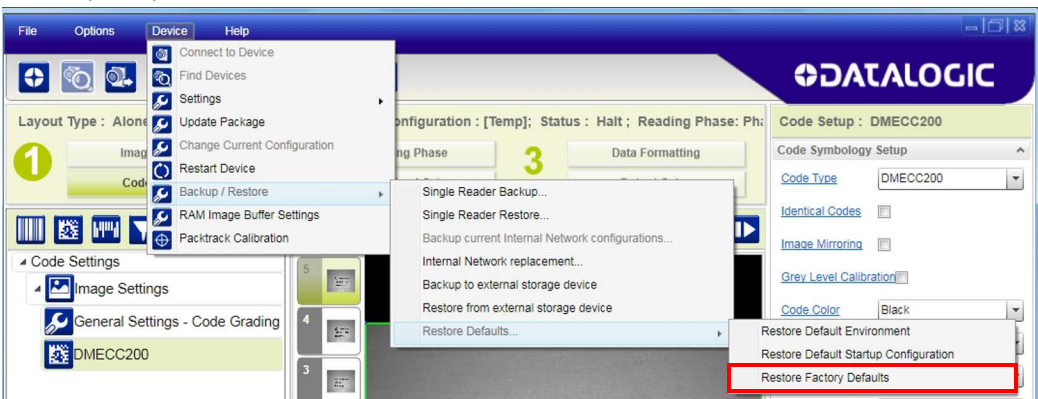 File Options Device Help
DATALOGIC
Connect to Device
Find Devices
Settings
Update Package
Change Current Configuration
Restart Device
Backup / Restore
RAM Image Buffer Settings
Packtrack Calibration
Single Reader Backup...
Single Reader Restore...
Backup current Internal Network configurations...
Internal Network replacement...
Backup to external storage device
Restore from external storage device
Restore Defaults...
Restore Default Environment
Restore Default Startup Configuration
Restore Factory Defaults
Layout Type : Alone
onfiguration : [Temp]; Status : Halt ; Reading Phase: Pha
1
Imag
Code
ng Phase
3
Data Formatting
Code Settings
Image Settings
General Settings - Code Grading
DMECC200
5
4
3
Code Setup : DMECC200
Code Symbology Setup
Code Type DMECC200
Identical Codes
Image Mirroring
Grey Level Calibration
Code Color Black